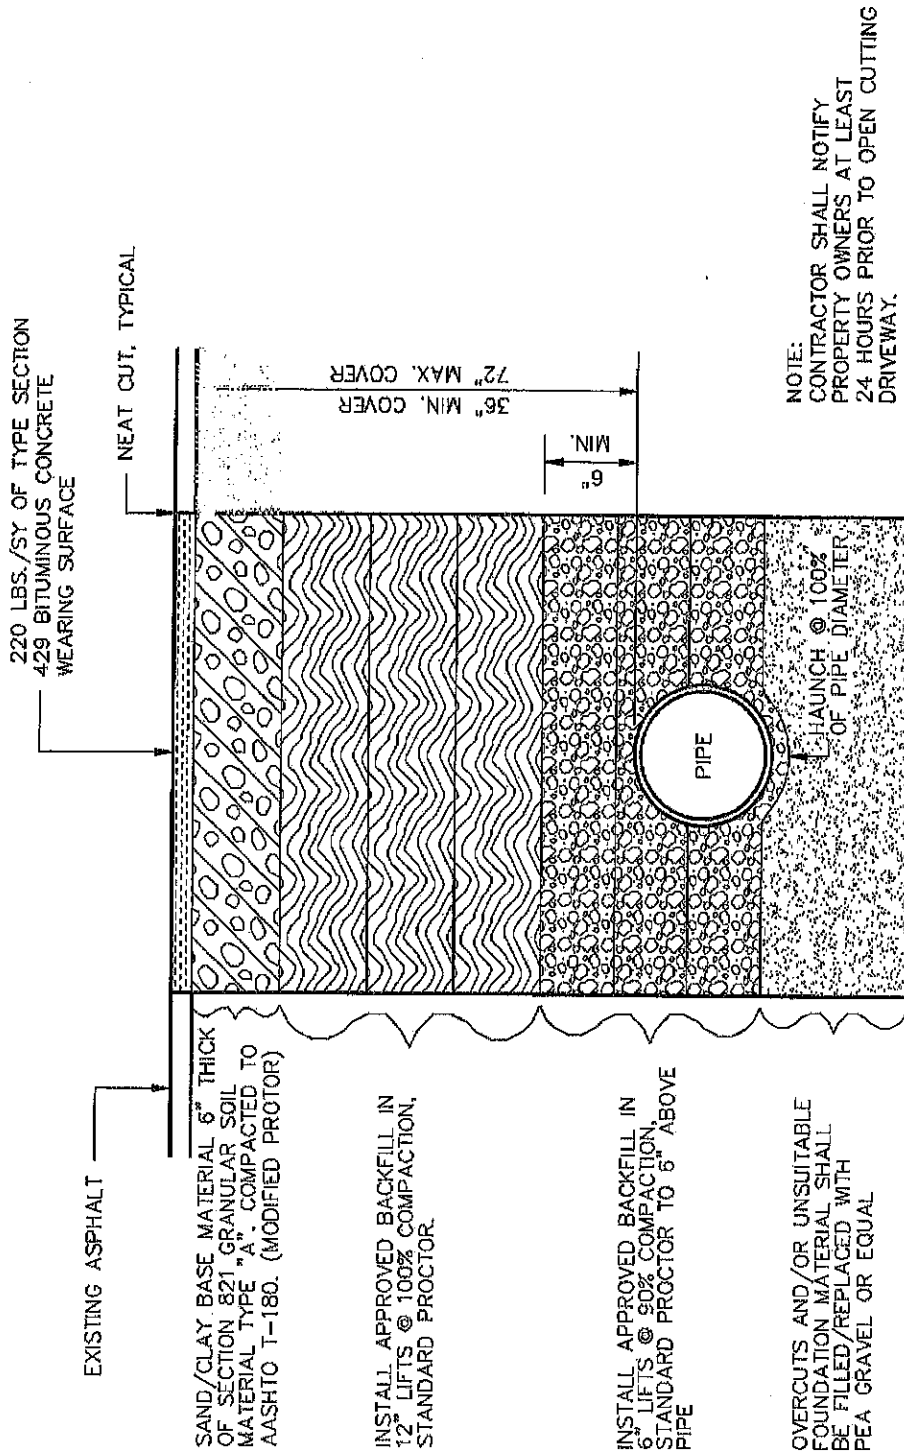 220 LBS./SY OF TYPE SECTION
429 BITUMINOUS CONCRETE
WEARING SURFACE
NEAT CUT, TYPICAL
EXISTING ASPHALT
SAND/CLAY BASE MATERIAL 6" THICK
OF SECTION 821 GRANULAR SOIL
MATERIAL TYPE "A". COMPACTED TO
AASHTO T-180. (MODIFIED PROTOR)
INSTALL APPROVED BACKFILL IN
12" LIFTS @ 100% COMPACTION,
STANDARD PROCTOR.
INSTALL APPROVED BACKFILL IN
6" LIFTS @ 90% COMPACTION,
STANDARD PROCTOR TO 6" ABOVE
PIPE
OVERCUTS AND/OR UNSUITABLE
FOUNDATION MATERIAL SHALL
BE FILLED/REPLACED WITH
PEA GRAVEL OR EQUAL
36" MIN. COVER
72" MAX. COVER
6"
MIN.
PIPE
HAUNCH @ 100%
OF PIPE DIAMETER
NOTE:
CONTRACTOR SHALL NOTIFY
PROPERTY OWNERS AT LEAST
24 HOURS PRIOR TO OPEN CUTTING
DRIVEWAY.